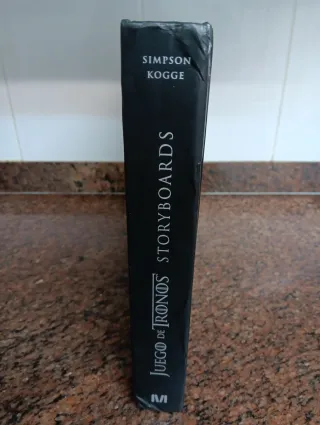 SIMPSON
KOGGE
JUEGO DE TRONOS STORYBOARDS
M